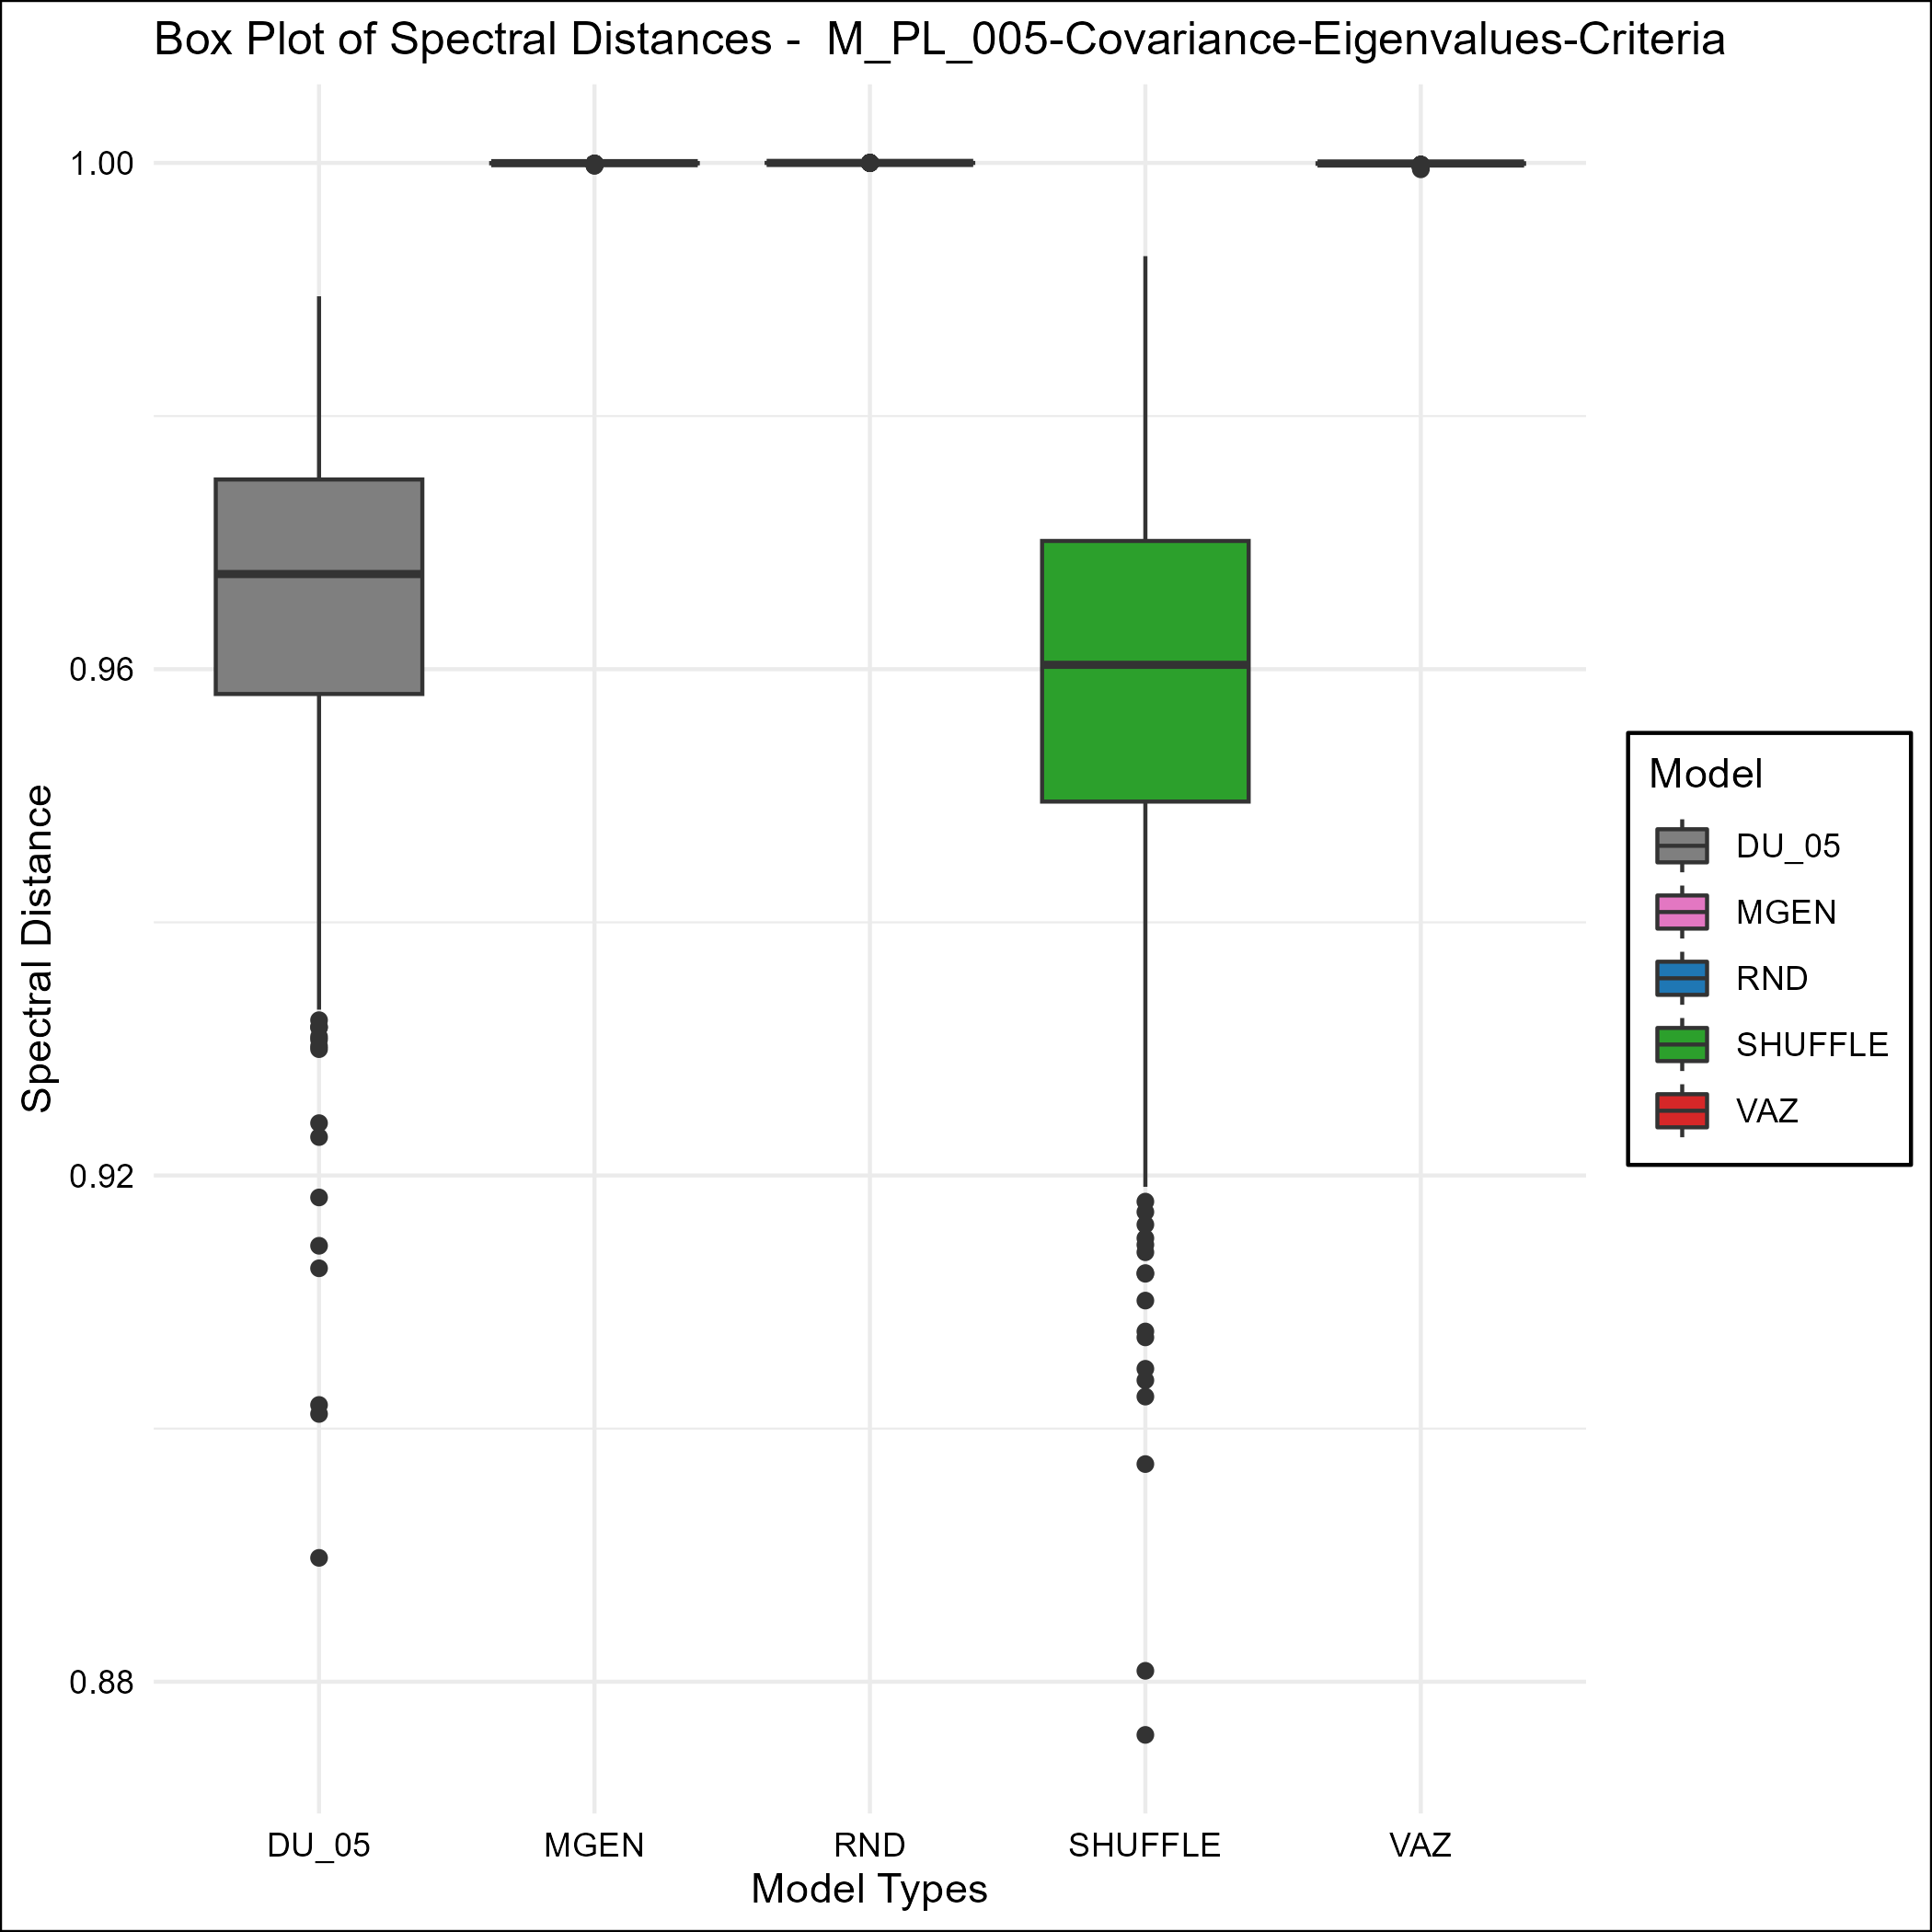 Box Plot of Spectral Distances -  M_PL_005-Covariance-Eigenvalues-Criteria
1.00
0.96
0.92
0.88
Spectral Distance
DU_05
MGEN
RND
SHUFFLE
VAZ
Model Types
Model
DU_05
MGEN
RND
SHUFFLE
VAZ